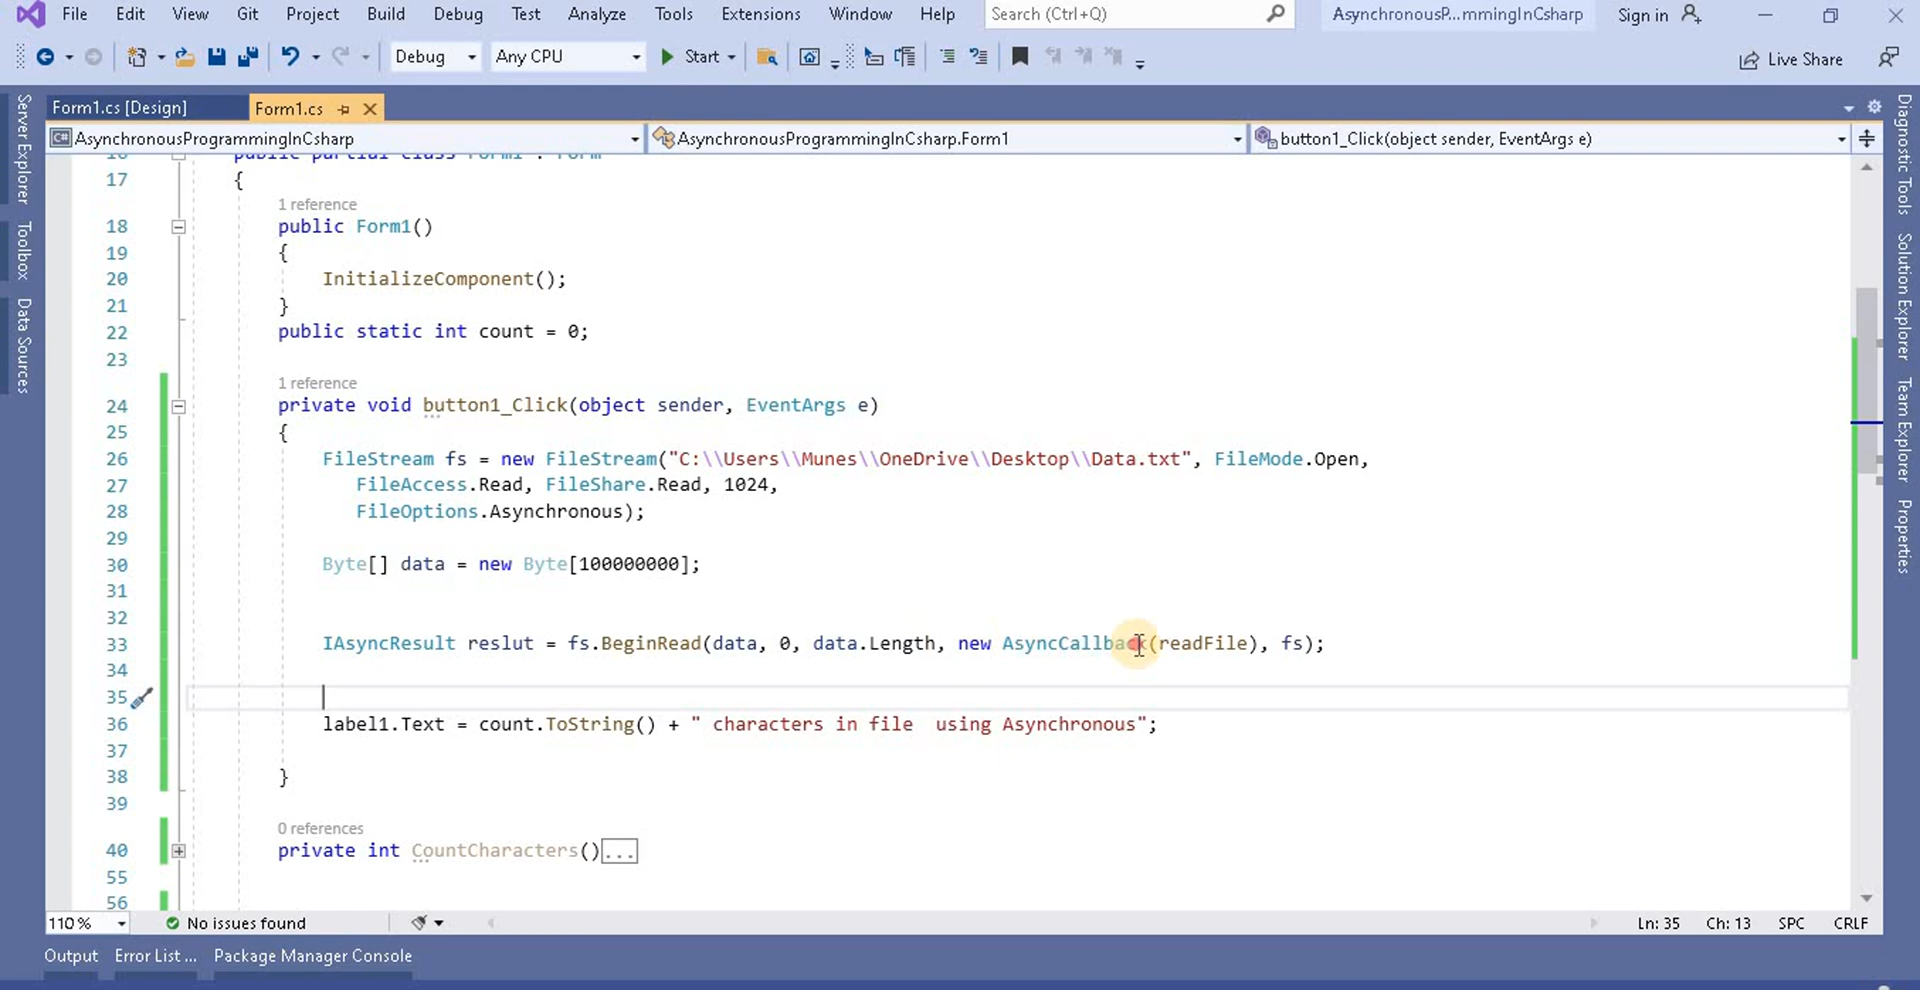 File Edit View Git Project Build Debug Test Analyze Tools Extensions Window Help Search (Ctrl+Q) AsynchronousP...mmingInCsharp Sign in
Debug Any CPU Start Live Share
Form1.cs [Design] Form1.cs
AsynchronousProgrammingInCsharp AsynchronousProgrammingInCsharp.Form1 button1_Click(object sender, EventArgs e)
Server Explorer
Toolbox
Data Sources
16 public partial class Form1 : Form
17 {
1 reference
18 public Form1()
19 {
20 InitializeComponent();
21 }
22 public static int count = 0;
23
1 reference
24 private void button1_Click(object sender, EventArgs e)
25 {
26 FileStream fs = new FileStream("C:\\Users\\Munes\\OneDrive\\Desktop\\Data.txt", FileMode.Open,
27 FileAccess.Read, FileShare.Read, 1024,
28 FileOptions.Asynchronous);
29
30 Byte[] data = new Byte[100000000];
31
32
33 IAsyncResult reslut = fs.BeginRead(data, 0, data.Length, new AsyncCallback(readFile), fs);
34
35
36 label1.Text = count.ToString() + " characters in file  using Asynchronous";
37
38 }
39
0 references
40 private int CountCharacters()...
55
56
Diagnostic Tools
Solution Explorer
Team Explorer
Properties
110 % No issues found Ln: 35 Ch: 13 SPC CRLF
Output Error List ... Package Manager Console